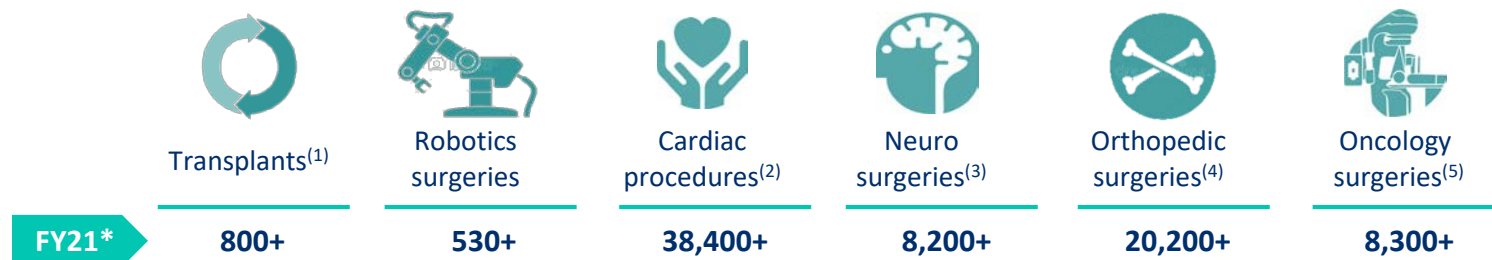 Transplants(1)
Robotics
surgeries
Cardiac
procedures(2)
Neuro
surgeries(3)
Orthopedic
surgeries(4)
Oncology
surgeries(5)
FY21* 800+ 530+ 38,400+ 8,200+ 20,200+ 8,300+